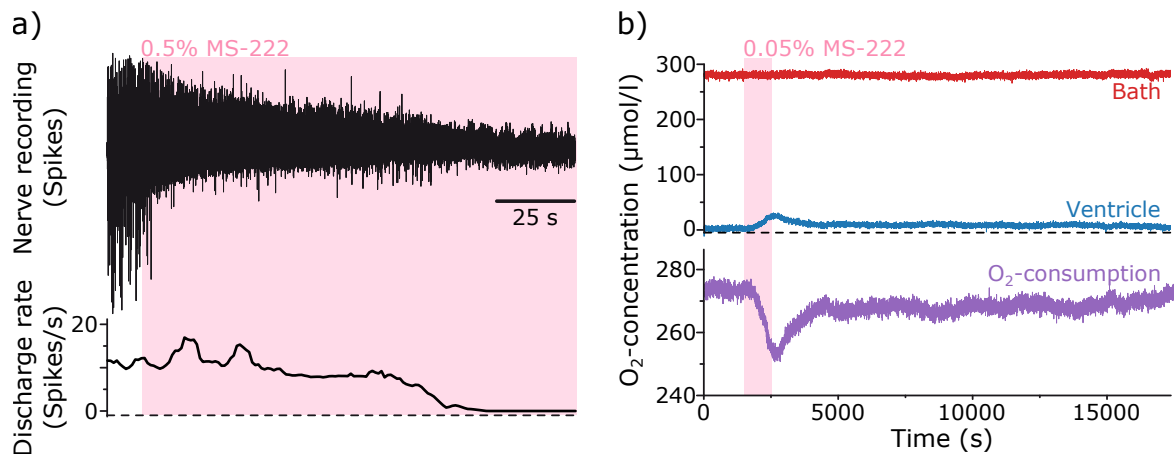 a)
0.5% MS-222
Nerve recording
(Spikes)
25 s
Discharge rate
(Spikes/s)
20
0
b)
0.05% MS-222
O₂-concentration (µmol/l)
300
200
100
0
Bath
Ventricle
O₂-consumption
280
260
240
0
5000
10000
15000
Time (s)